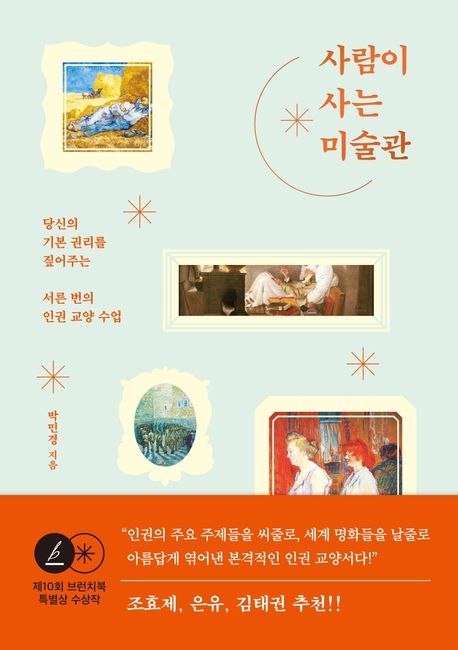 사람이
사는
미술관
당신의
기본 권리를
짚어주는
서른 번의
인권 교양 수업
박민경 지음
“인권의 주요 주제들을 씨줄로, 세계 명화들을 날줄로
아름답게 엮어낸 본격적인 인권 교양서다!”
b
제10회 브런치북
특별상 수상작
조효제, 은유, 김태권 추천!!